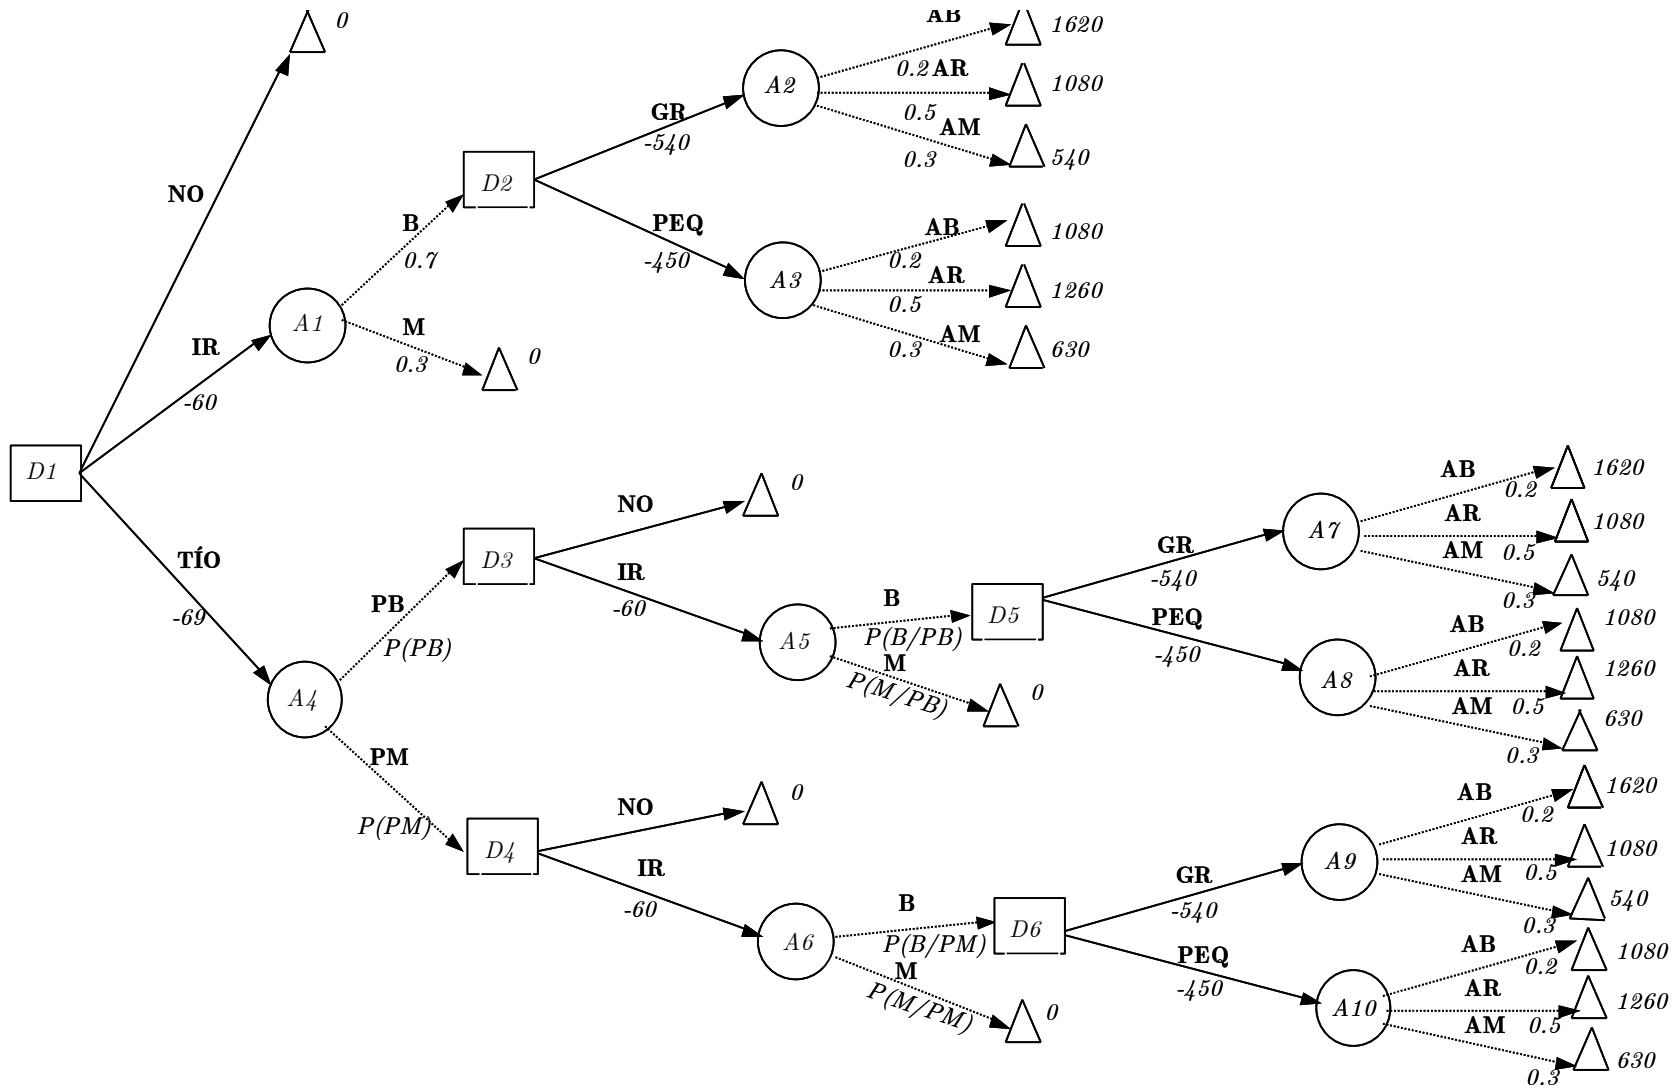 0
AB
1620
0.2
AR
1080
A2
0.5
AM
0.3
540
GR
-540
D2
NO
B
0.7
PEQ
-450
AB
0.2
1080
A3
AR
0.5
1260
AM
0.3
630
A1
M
0.3
0
IR
-60
D1
TÍO
-69
NO
0
D3
PB
P(PB)
IR
-60
A5
B
P(B/PB)
M
P(M/PB)
0
D5
GR
-540
A7
AB
0.2
1620
AR
0.5
1080
AM
0.3
540
PEQ
-450
A8
AB
0.2
1080
AR
0.5
1260
AM
0.3
630
A4
PM
P(PM)
D4
NO
0
IR
-60
A6
B
P(B/PM)
M
P(M/PM)
0
D6
GR
-540
A9
AB
0.2
1620
AR
0.5
1080
AM
0.3
540
PEQ
-450
A10
AB
0.2
1080
AR
0.5
1260
AM
0.3
630